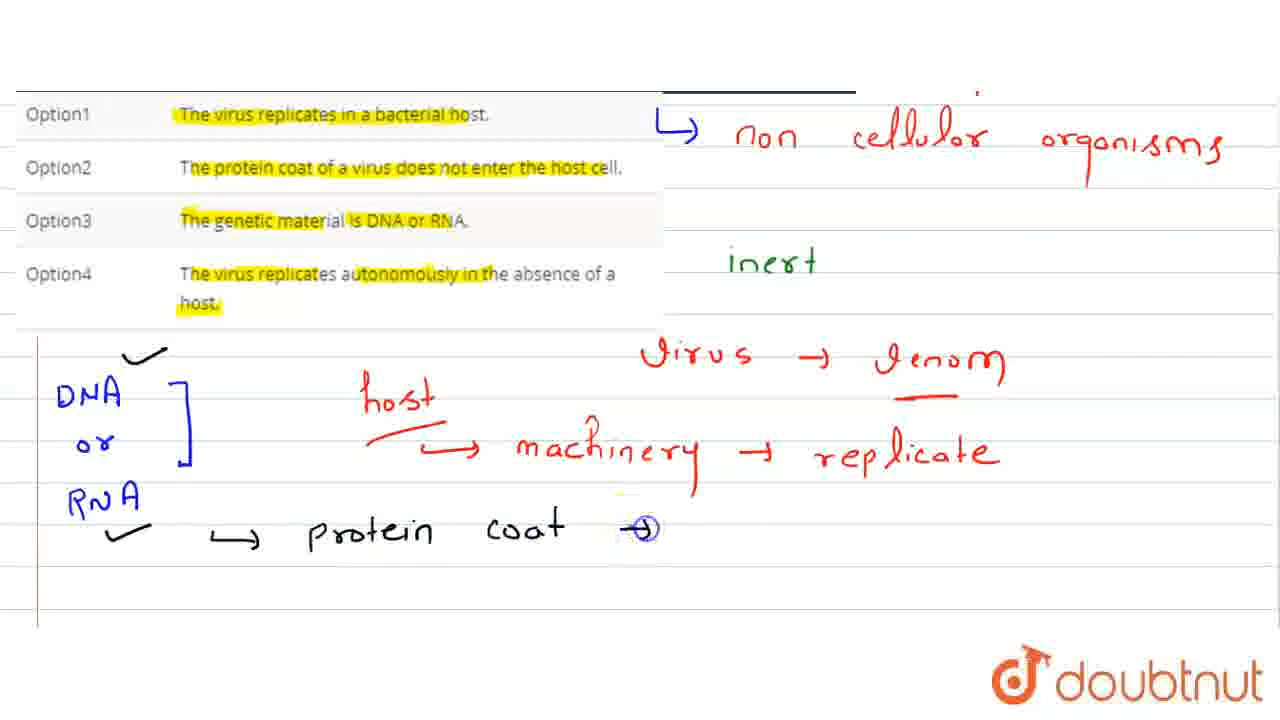 Option1 The virus replicates in a bacterial host.
Option2 The protein coat of a virus does not enter the host cell.
Option3 The genetic material is DNA or RNA.
Option4 The virus replicates autonomously in the absence of a
host.
↳ non cellular organisms
inert
Virus → Venom
host
↳ machinery → replicate
DNA
or
RNA
↳ protein coat →
doubtnut